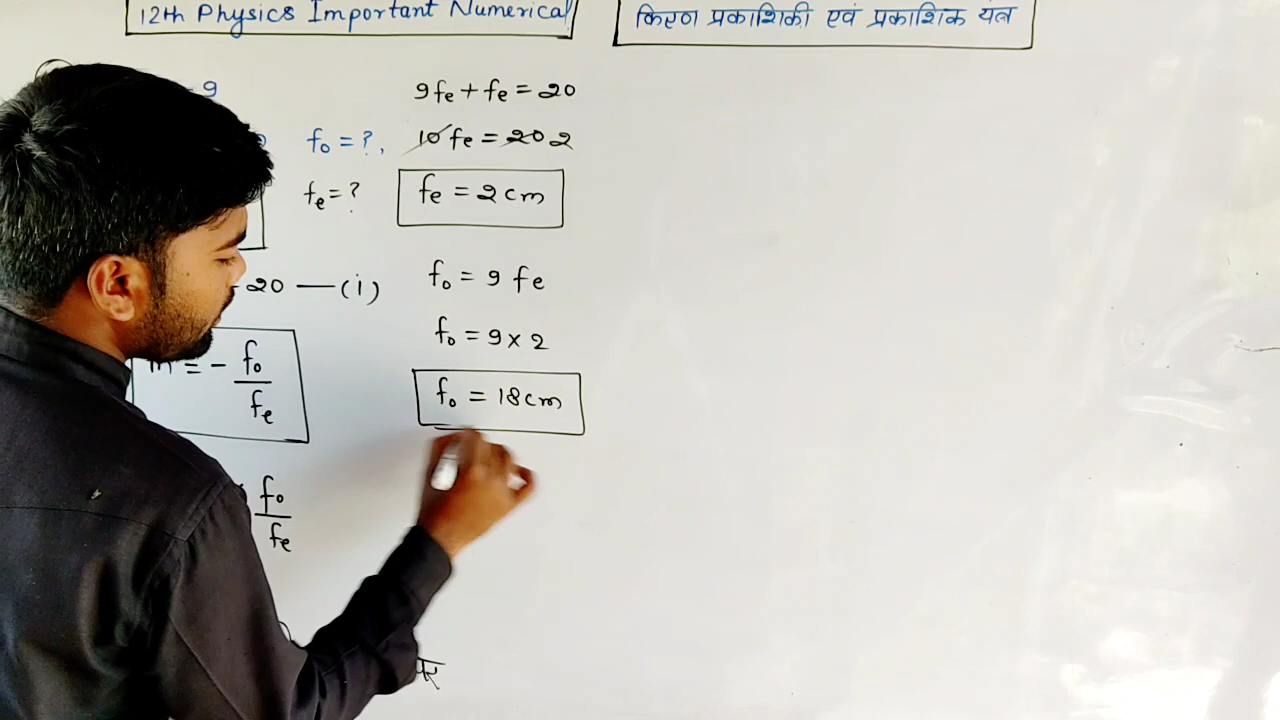 12th Physics Important Numerical
किरण प्रकाशिकी एवं प्रकाशिक यंत्र
9
f₀ = ?,
fₑ = ?
20 — (i)
= - f₀/fₑ
f₀/fₑ
9fₑ + fₑ = 20
10 fₑ = 20 2
fₑ = 2 cm
f₀ = 9 fₑ
f₀ = 9 × 2
f₀ = 18 cm